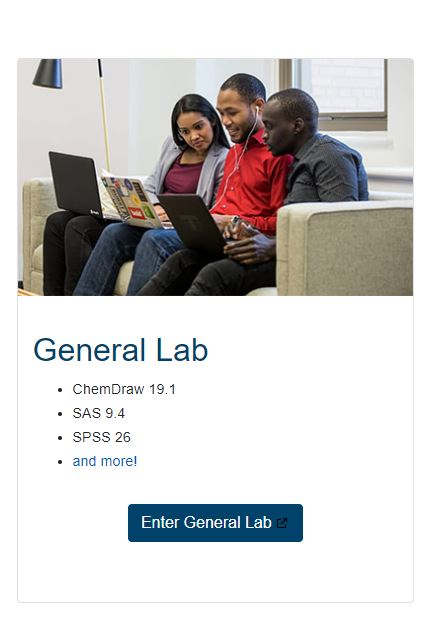 General Lab
ChemDraw 19.1
SAS 9.4
SPSS 26
and more!
Enter General Lab